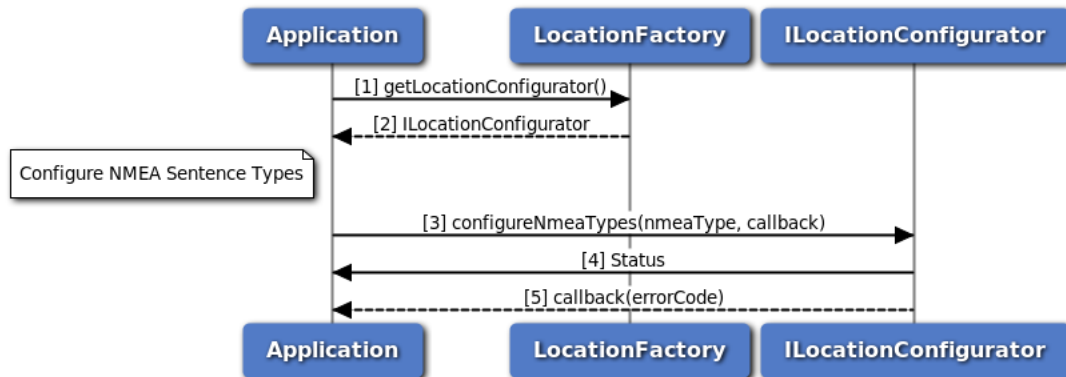 Application
LocationFactory
ILocationConfigurator
[1] getLocationConfigurator()
[2] ILocationConfigurator
Configure NMEA Sentence Types
[3] configureNmeaTypes(nmeaType, callback)
[4] Status
[5] callback(errorCode)
Application
LocationFactory
ILocationConfigurator